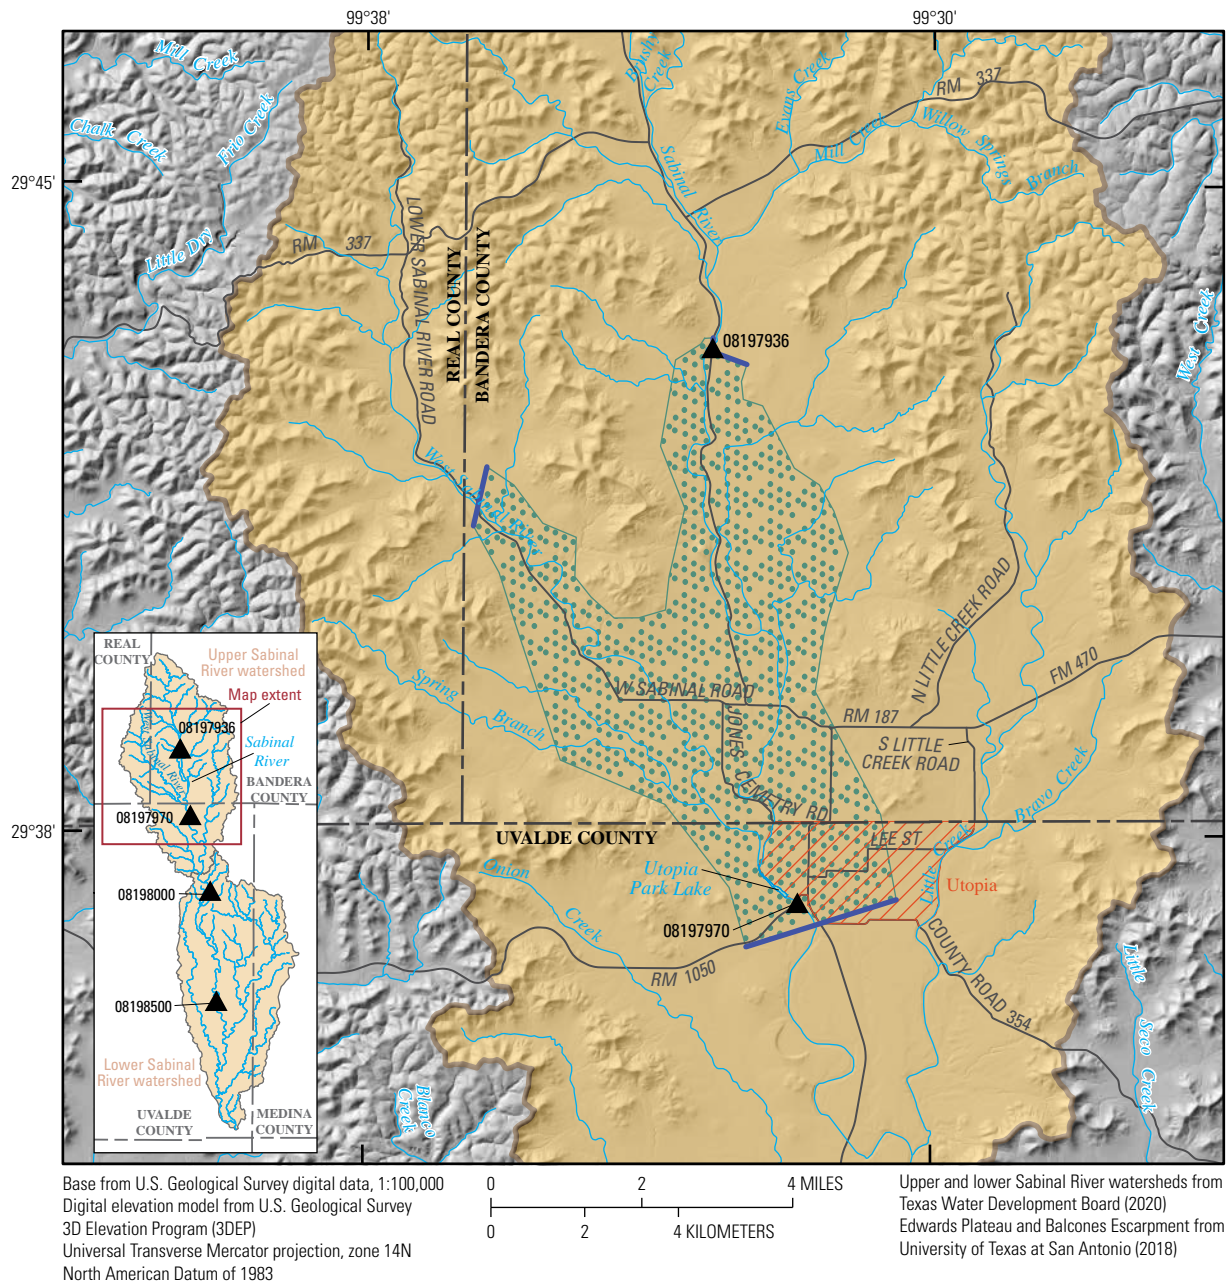 99°38'
99°30'
29°45'
29°38'
Mill Creek
Chalk Creek
Frio Creek
Little Dry
RM 337
LOWER SABINAL RIVER ROAD
REAL COUNTY
BANDERA COUNTY
Creek
Evans Creek
Mill Creek
RM 337
Willow Springs Branch
Sabinal River
West Creek
08197936
West Sabinal River
N LITTLE CREEK ROAD
FM 470
W SABINAL ROAD
RM 187
S LITTLE
CREEK ROAD
JONES CEMETRY RD
Spring Branch
Bravo Creek
UVALDE COUNTY
LEE ST
Little Creek
Utopia
Utopia
Park Lake
08197970
Onion Creek
RM 1050
COUNTY ROAD 354
Little Seco Creek
Blanco
Creek
REAL
COUNTY
Upper Sabinal
River watershed
Map extent
08197936
Sabinal
River
West Sabinal River
BANDERA
COUNTY
08197970
08198000
08198500
Lower Sabinal
River watershed
UVALDE
COUNTY
MEDINA
COUNTY
Base from U.S. Geological Survey digital data, 1:100,000
Digital elevation model from U.S. Geological Survey
3D Elevation Program (3DEP)
Universal Transverse Mercator projection, zone 14N
North American Datum of 1983
0 2 4 MILES
0 2 4 KILOMETERS
Upper and lower Sabinal River watersheds from
Texas Water Development Board (2020)
Edwards Plateau and Balcones Escarpment from
University of Texas at San Antonio (2018)